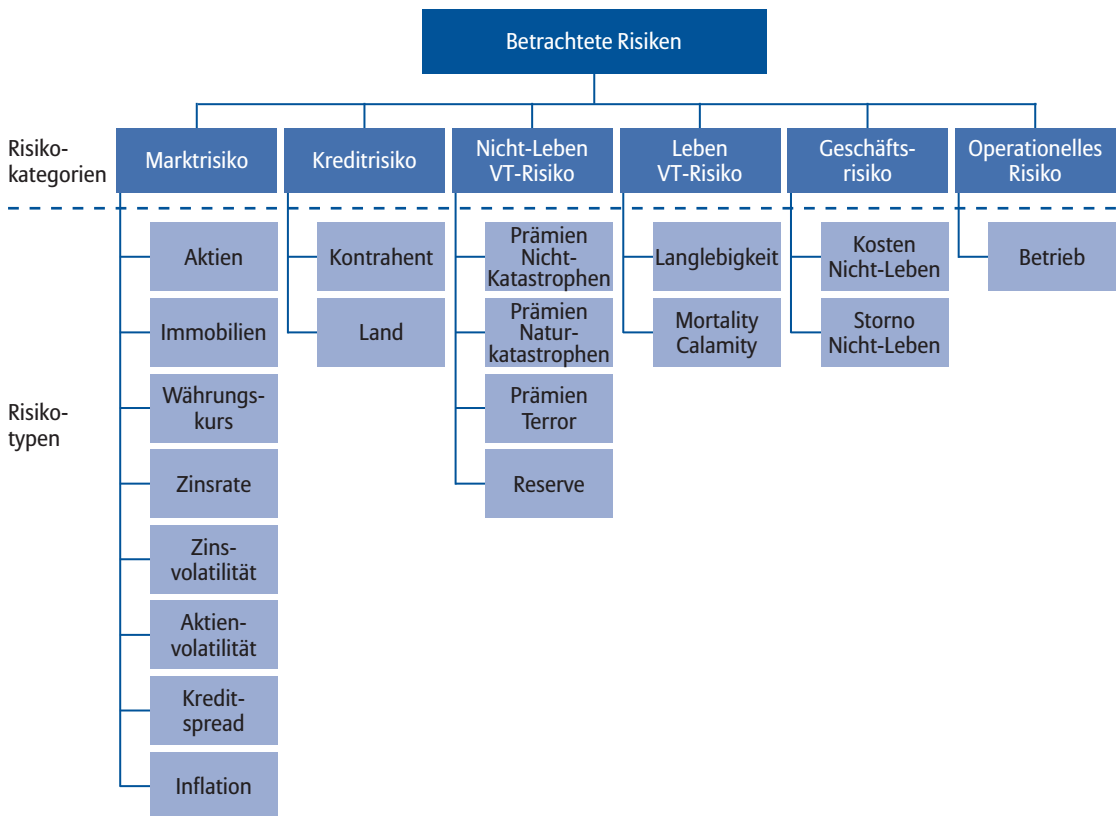 Betrachtete Risiken
Risiko-
kategorien
Marktrisiko
Kreditrisiko
Nicht-Leben
VT-Risiko
Leben
VT-Risiko
Geschäfts-
risiko
Operationelles
Risiko
Risiko-
typen
Aktien
Immobilien
Währungs-
kurs
Zinsrate
Zins-
volatilität
Aktien-
volatilität
Kredit-
spread
Inflation
Kontrahent
Land
Prämien
Nicht-
Katastrophen
Prämien
Natur-
katastrophen
Prämien
Terror
Reserve
Langlebigkeit
Mortality
Calamity
Kosten
Nicht-Leben
Storno
Nicht-Leben
Betrieb